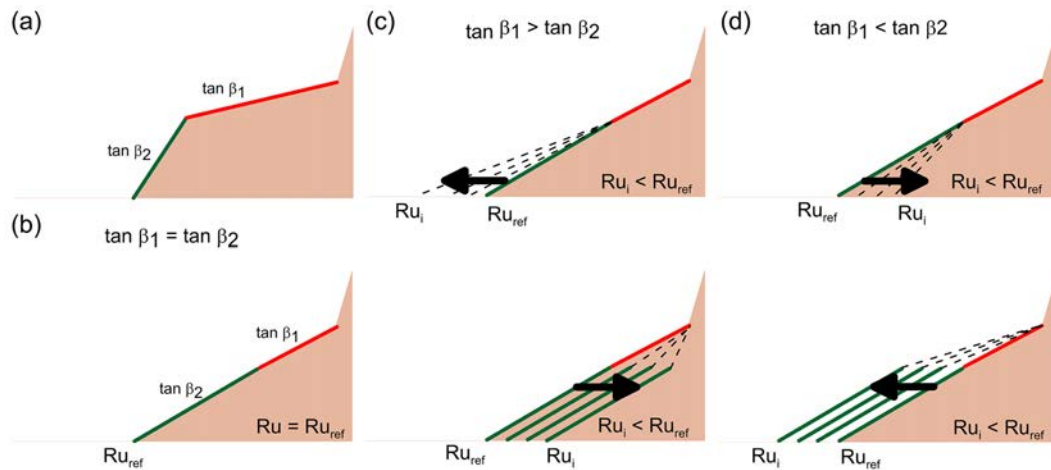 (a)
tan β1
tan β2
(b)
tan β1 = tan β2
tan β1
tan β2
Ru = Ruref
Ruref
(c)
tan β1 > tan β2
Rui < Ruref
Rui
Ruref
Rui < Ruref
Ruref
Rui
(d)
tan β1 < tan β2
Rui < Ruref
Ruref
Rui
Rui < Ruref
Rui
Ruref